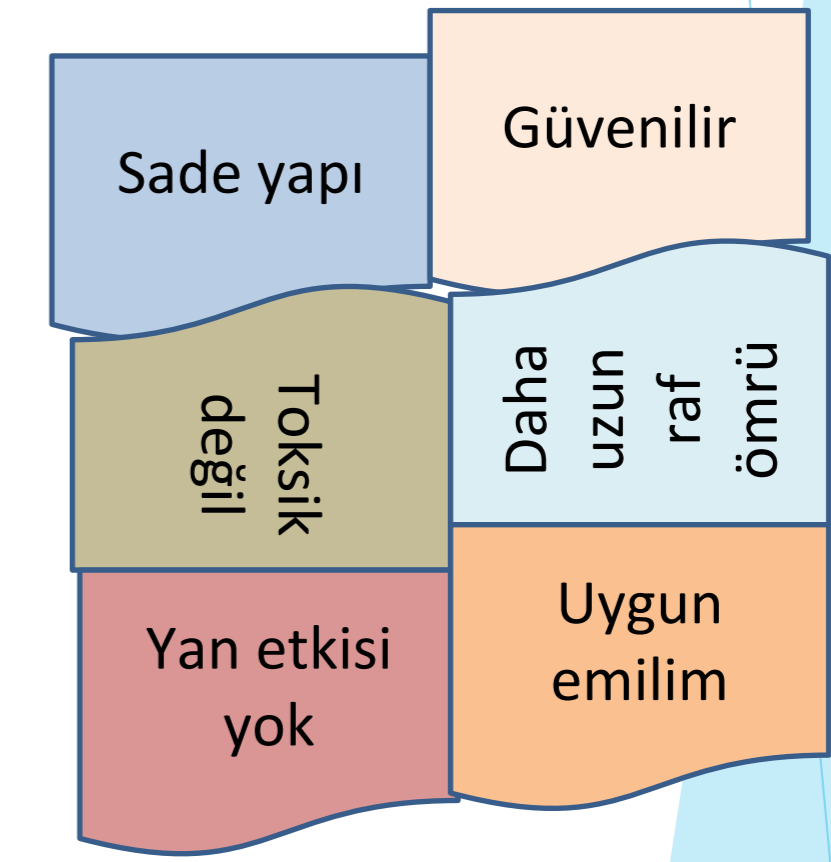 Sade yapı
Güvenilir
Toksik
değil
Daha
uzun
raf
ömrü
Yan etkisi
yok
Uygun
emilim